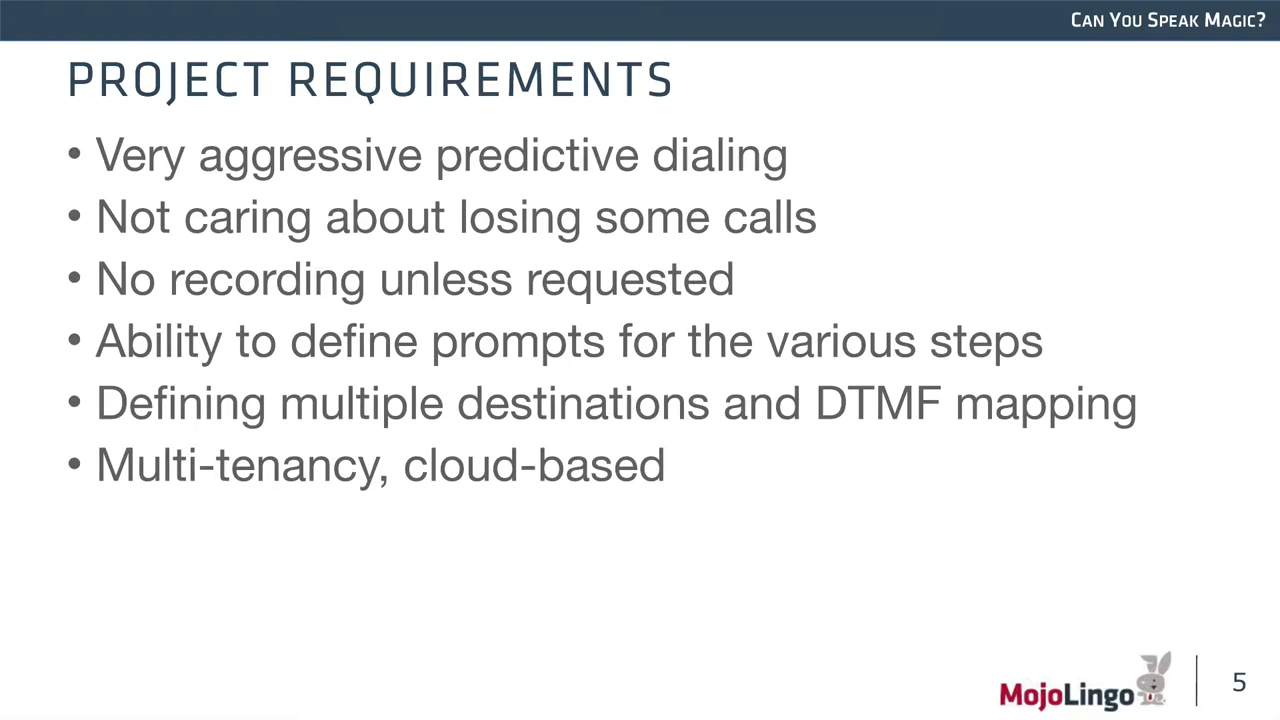 Can You Speak Magic?
PROJECT REQUIREMENTS
• Very aggressive predictive dialing
• Not caring about losing some calls
• No recording unless requested
• Ability to define prompts for the various steps
• Defining multiple destinations and DTMF mapping
• Multi-tenancy, cloud-based
MojoLingo
5